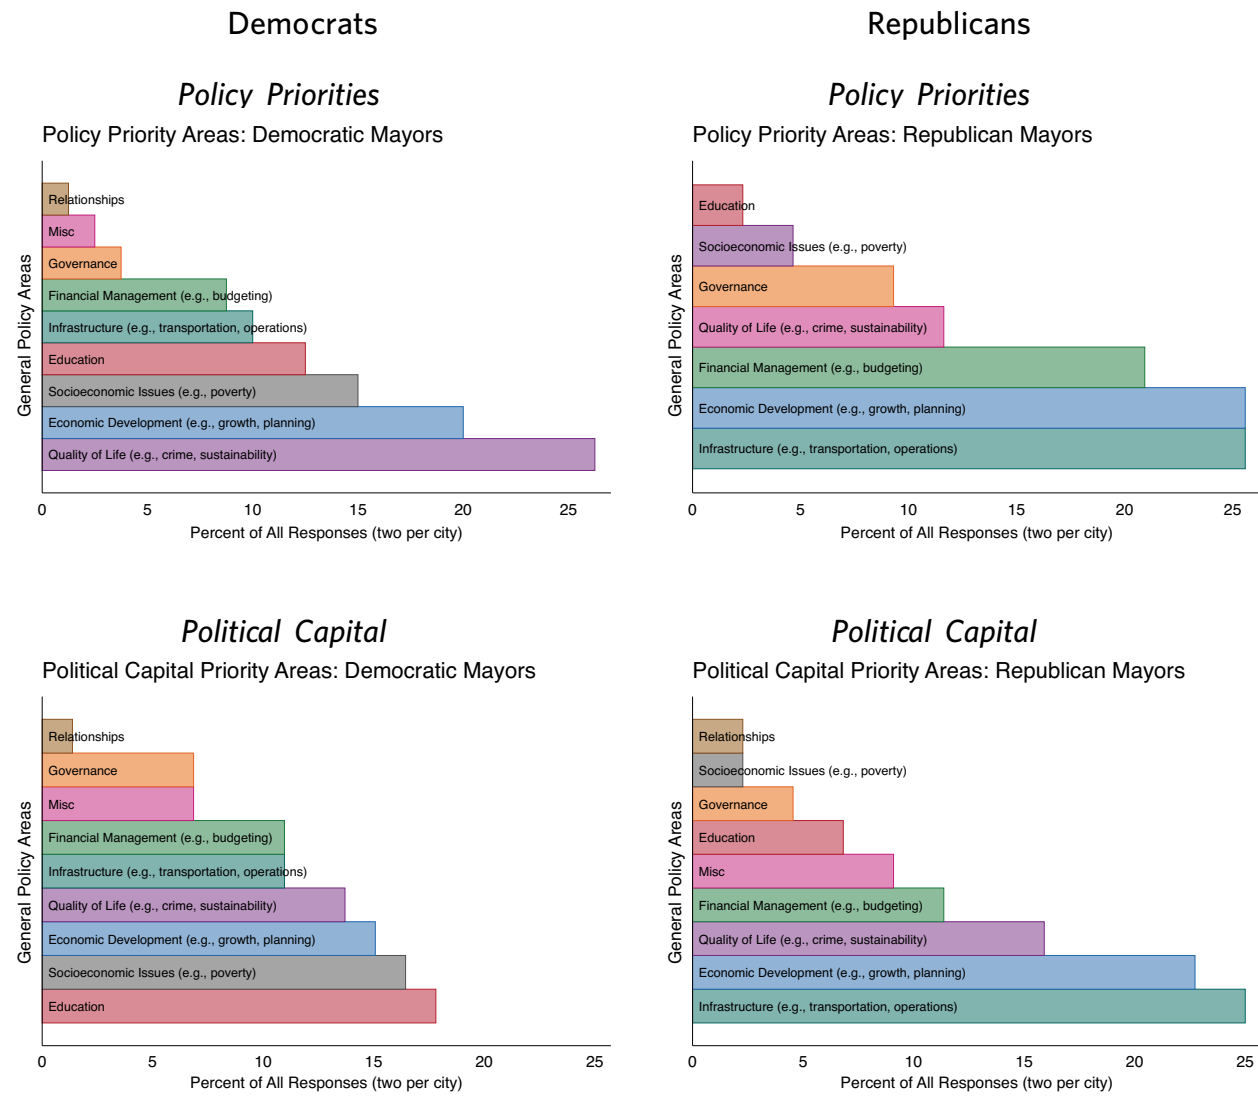 Democrats
Republicans
Policy Priorities
Policy Priorities
Policy Priority Areas: Democratic Mayors
General Policy Areas
Relationships
Misc
Governance
Financial Management (e.g., budgeting)
Infrastructure (e.g., transportation, operations)
Education
Socioeconomic Issues (e.g., poverty)
Economic Development (e.g., growth, planning)
Quality of Life (e.g., crime, sustainability)
0 5 10 15 20 25
Percent of All Responses (two per city)
Policy Priority Areas: Republican Mayors
General Policy Areas
Education
Socioeconomic Issues (e.g., poverty)
Governance
Quality of Life (e.g., crime, sustainability)
Financial Management (e.g., budgeting)
Economic Development (e.g., growth, planning)
Infrastructure (e.g., transportation, operations)
0 5 10 15 20 25
Percent of All Responses (two per city)
Political Capital
Political Capital
Political Capital Priority Areas: Democratic Mayors
General Policy Areas
Relationships
Governance
Misc
Financial Management (e.g., budgeting)
Infrastructure (e.g., transportation, operations)
Quality of Life (e.g., crime, sustainability)
Economic Development (e.g., growth, planning)
Socioeconomic Issues (e.g., poverty)
Education
0 5 10 15 20 25
Percent of All Responses (two per city)
Political Capital Priority Areas: Republican Mayors
General Policy Areas
Relationships
Socioeconomic Issues (e.g., poverty)
Governance
Education
Misc
Financial Management (e.g., budgeting)
Quality of Life (e.g., crime, sustainability)
Economic Development (e.g., growth, planning)
Infrastructure (e.g., transportation, operations)
0 5 10 15 20 25
Percent of All Responses (two per city)